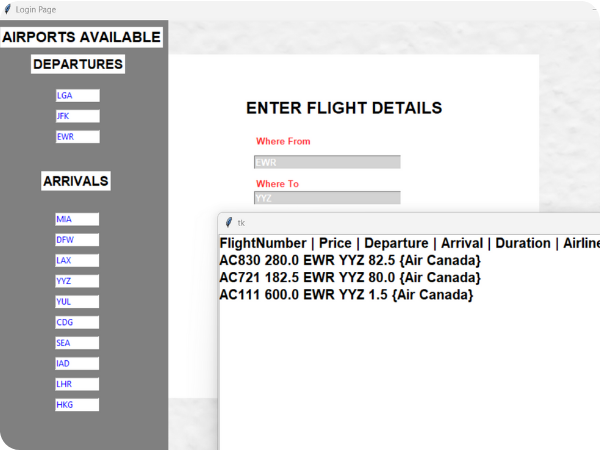 Login Page
AIRPORTS AVAILABLE
DEPARTURES
LGA
JFK
EWR
ARRIVALS
MIA
DFW
LAX
YYZ
YUL
CDG
SEA
IAD
LHR
HKG
ENTER FLIGHT DETAILS
Where From
EWR
Where To
YYZ
tk
FlightNumber | Price | Departure | Arrival | Duration | Airline
AC830 280.0 EWR YYZ 82.5 {Air Canada}
AC721 182.5 EWR YYZ 80.0 {Air Canada}
AC111 600.0 EWR YYZ 1.5 {Air Canada}